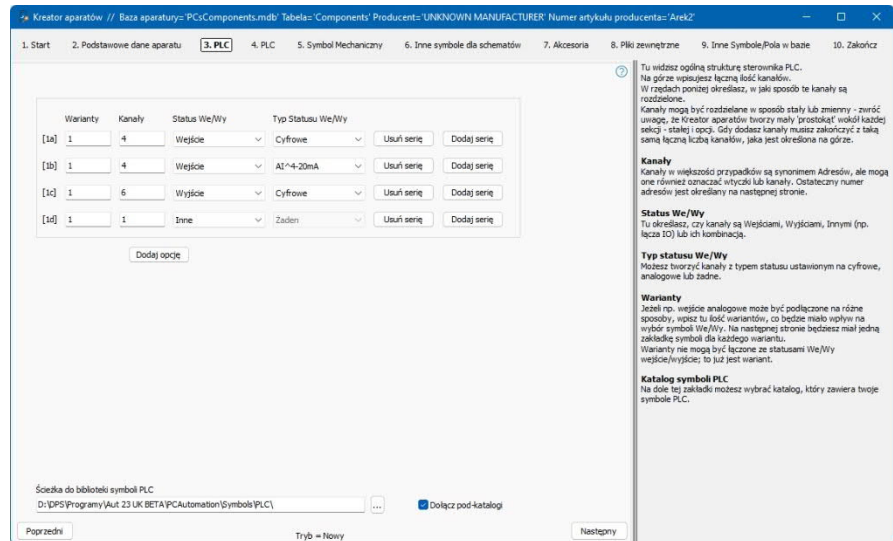 Kreator aparatów // Baza aparatury='PCsComponents.mdb' Tabela='Components' Producent='UNKNOWN MANUFACTURER' Numer artykułu producenta='Arek2'
1. Start 2. Podstawowe dane aparatu 3. PLC 4. PLC 5. Symbol Mechaniczny 6. Inne symbole dla schematów 7. Akcesoria 8. Pliki zewnętrzne 9. Inne Symbole/Pola w bazie 10. Zakończ
Warianty Kanały Status We/Wy Typ Statusu We/Wy
[1a] 1 4 Wejście Cyfrowe Usuń serię Dodaj serię
[1b] 1 4 Wejście AI^4-20mA Usuń serię Dodaj serię
[1c] 1 6 Wyjście Cyfrowe Usuń serię Dodaj serię
[1d] 1 1 Inne Żaden Usuń serię Dodaj serię
Dodaj opcję
Ścieżka do biblioteki symboli PLC
D:\DPS\Programy\Aut 23 UK BETA\PCAutomation\Symbols\PLC\ ... Dołącz pod-katalogi
Poprzedni Tryb = Nowy Następny
?
Tu widzisz ogólną strukturę sterownika PLC.
Na górze wpisujesz łączną ilość kanałów.
W rzędach poniżej określasz, w jaki sposób te kanały są
rozdzielone.
Kanały mogą być rozdzielane w sposób stały lub zmienny - zwróć
uwagę, że Kreator aparatów tworzy mały 'prostokąt' wokół każdej
sekcji - stałej i opcji. Gdy dodasz kanały musisz zakończyć z taką
samą łączną liczbą kanałów, jaka jest określona na górze.
Kanały
Kanały w większości przypadków są synonimem Adresów, ale mogą
one również oznaczać wtyczki lub kanały. Ostateczny numer
adresów jest określany na następnej stronie.
Status We/Wy
Tu określasz, czy kanały są Wejściami, Wyjściami, Innymi (np.
łącza IO) lub ich kombinacją.
Typ statusu We/Wy
Możesz tworzyć kanały z typem statusu ustawionym na cyfrowe,
analogowe lub żadne.
Warianty
Jeżeli np. wejście analogowe może być podłączone na różne
sposoby, wpisz tu ilość wariantów, co będzie miało wpływ na
wybór symboli We/Wy. Na następnej stronie będziesz miał jedną
zakładkę symboli dla każdego wariantu.
Warianty nie mogą być łączone ze statusami We/Wy
wejście/wyjście; to już jest wariant.
Katalog symboli PLC
Na dole tej zakładki możesz wybrać katalog, który zawiera twoje
symbole PLC.